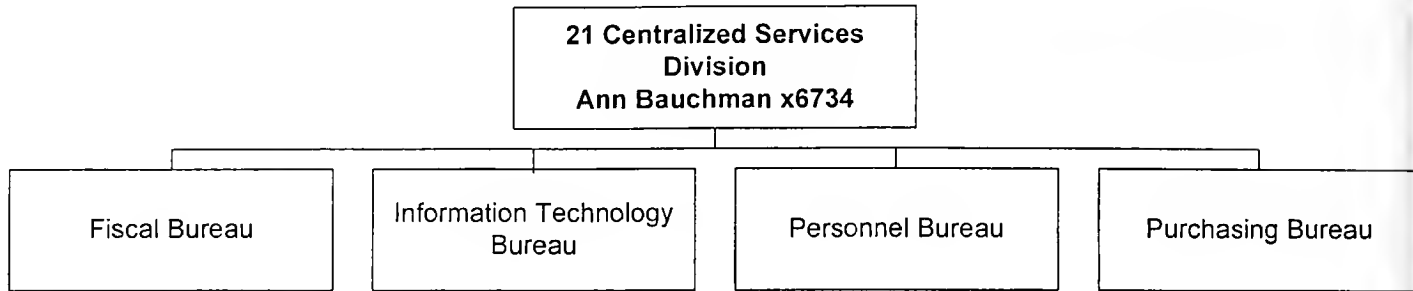 21 Centralized Services
Division
Ann Bauchman x6734
Fiscal Bureau
Information Technology
Bureau
Personnel Bureau
Purchasing Bureau